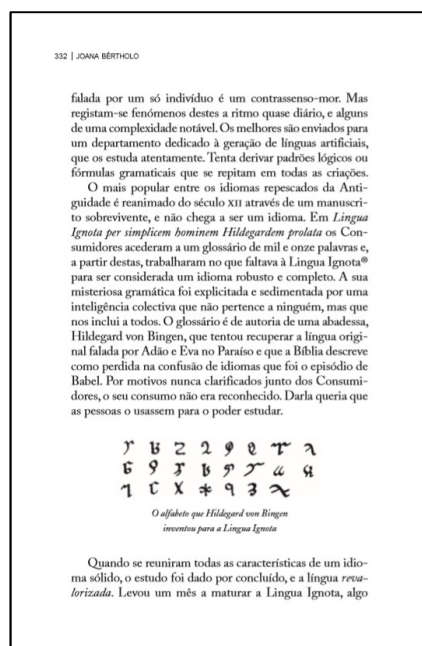 332 | JOANA BÉRTHOLO
falada por um só indivíduo é um contrassenso-mor. Mas
registam-se fenómenos destes a ritmo quase diário, e alguns
de uma complexidade notável. Os melhores são enviados para
um departamento dedicado à geração de línguas artificiais,
que os estuda atentamente. Tenta derivar padrões lógicos ou
fórmulas gramaticais que se repitam em todas as criações.
O mais popular entre os idiomas repescados da Anti-
guidade é reanimado do século XII através de um manuscri-
to sobrevivente, e não chega a ser um idioma. Em Lingua
Ignota per simplicem hominem Hildegardem prolata os Con-
sumidores acederam a um glossário de mil e onze palavras e,
a partir destas, trabalharam no que faltava à Lingua Ignota®
para ser considerada um idioma robusto e completo. A sua
misteriosa gramática foi explicitada e sedimentada por uma
inteligência colectiva que não pertence a ninguém, mas que
nos inclui a todos. O glossário é de autoria de uma abadessa,
Hildegard von Bingen, que tentou recuperar a língua origi-
nal falada por Adão e Eva no Paraíso e que a Bíblia descreve
como perdida na confusão de idiomas que foi o episódio de
Babel. Por motivos nunca clarificados junto dos Consumi-
dores, o seu consumo não era reconhecido. Darla queria que
as pessoas o usassem para o poder estudar.
O alfabeto que Hildegard von Bingen
inventou para a Lingua Ignota
Quando se reuniram todas as características de um idio-
ma sólido, o estudo foi dado por concluído, e a língua reva-
lorizada. Levou um mês a maturar a Lingua Ignota, algo